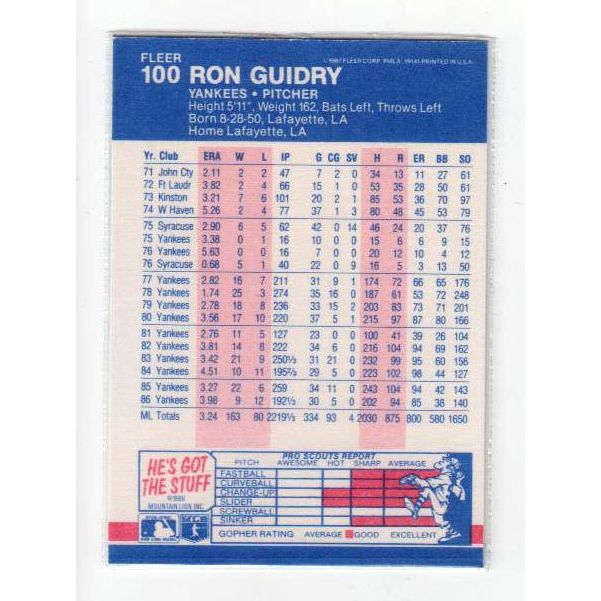 FLEER
©1987 FLEER CORP. PHILA. 19141-PRINTED IN U.S.A.
100 RON GUIDRY
YANKEES • PITCHER
Height 5'11", Weight 162, Bats Left, Throws Left
Born 8-28-50, Lafayette, LA
Home Lafayette, LA
Yr. Club ERA W L IP G CG SV H R ER BB SO
71 John Cty 2.11 2 2 47 7 2 0 34 13 11 27 61
72 Ft Laudr 3.82 2 4 66 15 1 0 53 35 28 50 61
73 Kinston 3.21 7 6 101 20 2 1 85 53 36 70 97
74 W Haven 5.26 2 4 77 37 1 3 80 48 45 53 79
75 Syracuse 2.90 6 5 62 42 0 14 46 24 20 37 76
75 Yankees 3.38 0 1 16 10 0 0 15 6 6 9 15
76 Yankees 5.63 0 0 16 7 0 0 20 12 10 4 12
76 Syracuse 0.68 5 1 40 22 0 9 16 5 3 13 50
77 Yankees 2.82 16 7 211 31 9 1 174 72 66 65 176
78 Yankees 1.74 25 3 274 35 16 0 187 61 53 72 248
79 Yankees 2.78 18 8 236 33 15 2 203 83 73 71 201
80 Yankees 3.56 17 10 220 37 5 1 215 97 87 80 166
81 Yankees 2.76 11 5 127 23 0 0 100 41 39 26 104
82 Yankees 3.81 14 8 222 34 6 0 216 104 94 69 162
83 Yankees 3.42 21 9 250⅓ 31 21 0 232 99 95 60 156
84 Yankees 4.51 10 11 195⅔ 29 5 0 223 102 98 44 127
85 Yankees 3.27 22 6 259 34 11 0 243 104 94 42 143
86 Yankees 3.98 9 12 192⅓ 30 5 0 202 94 85 38 140
ML Totals 3.24 163 80 2219⅓ 334 93 4 2030 875 800 580 1650
HE'S GOT
THE STUFF
©1986
MOUNTAIN LION INC.
PRO SCOUTS REPORT
PITCH AWESOME HOT SHARP AVERAGE
FASTBALL
CURVEBALL
CHANGE-UP
SLIDER
SCREWBALL
SINKER
GOPHER RATING AVERAGE GOOD EXCELLENT